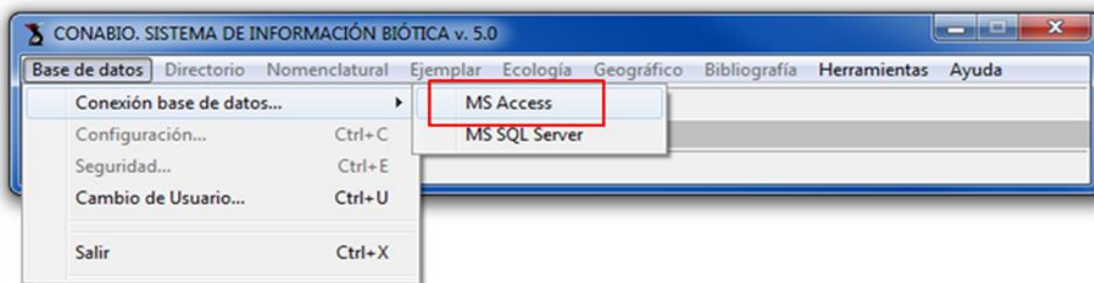 CONABIO. SISTEMA DE INFORMACIÓN BIÓTICA v. 5.0
Base de datos Directorio Nomenclatural Ejemplar Ecología Geográfico Bibliografía Herramientas Ayuda
Conexión base de datos... MS Access
Configuración... Ctrl+C MS SQL Server
Seguridad... Ctrl+E
Cambio de Usuario... Ctrl+U
Salir Ctrl+X